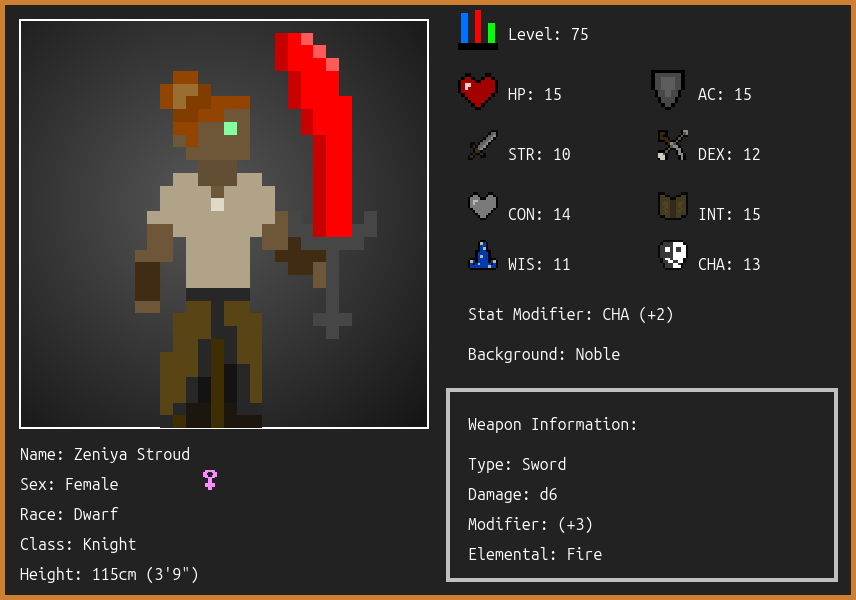 Level: 75
HP: 15
AC: 15
STR: 10
DEX: 12
CON: 14
INT: 15
WIS: 11
CHA: 13
Stat Modifier: CHA (+2)
Background: Noble
Weapon Information:
Type: Sword
Damage: d6
Modifier: (+3)
Elemental: Fire
Name: Zeniya Stroud
Sex: Female
Race: Dwarf
Class: Knight
Height: 115cm (3'9")